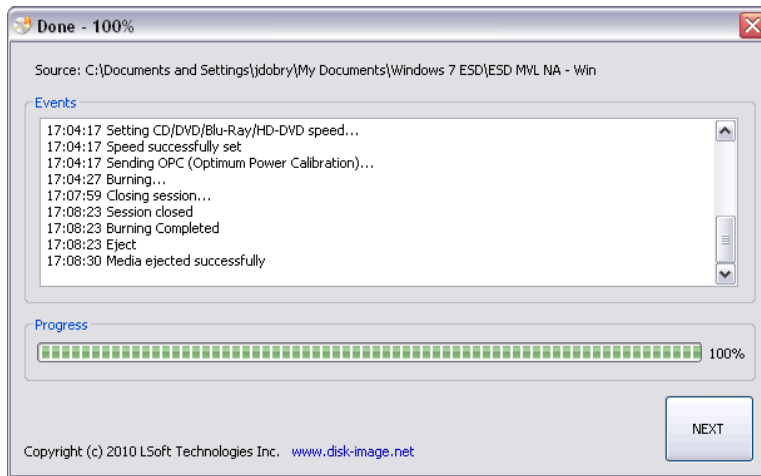 Done - 100%
Source: C:\Documents and Settings\jdobry\My Documents\Windows 7 ESD\ESD MVL NA - Win
Events
17:04:17 Setting CD/DVD/Blu-Ray/HD-DVD speed...
17:04:17 Speed successfully set
17:04:17 Sending OPC (Optimum Power Calibration)...
17:04:27 Burning...
17:07:59 Closing session...
17:08:23 Session closed
17:08:23 Burning Completed
17:08:23 Eject
17:08:30 Media ejected successfully
Progress
100%
NEXT
Copyright (c) 2010 LSoft Technologies Inc. www.disk-image.net